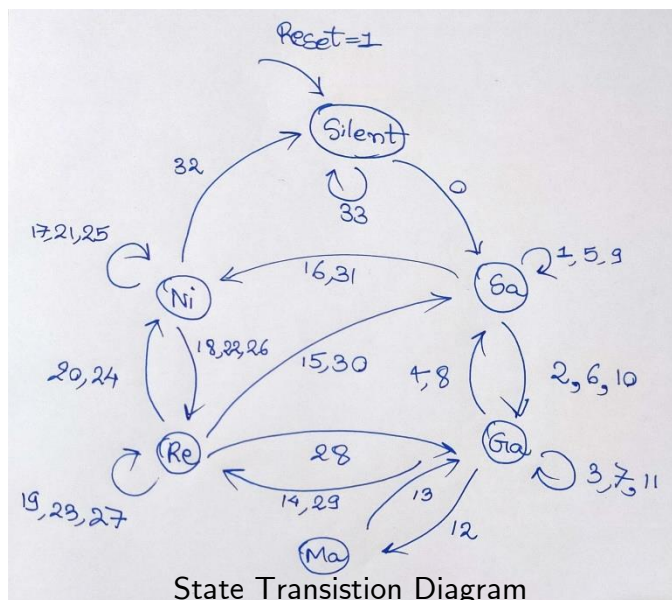 Reset=1
Silent
0
32
33
17,21,25
1,5,9
16,31
Sa
Ni
18,22,26
15,30
20,24
4,8
2,6,10
Re
28
Ga
3,7,11
19,23,27
14,29
13
12
Ma
State Transistion Diagram